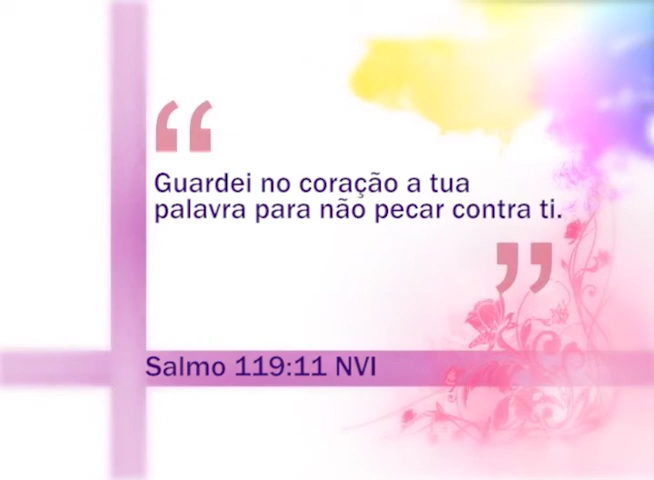 “
Guardei no coração a tua
palavra para não pecar contra ti.
”
Salmo 119:11 NVI